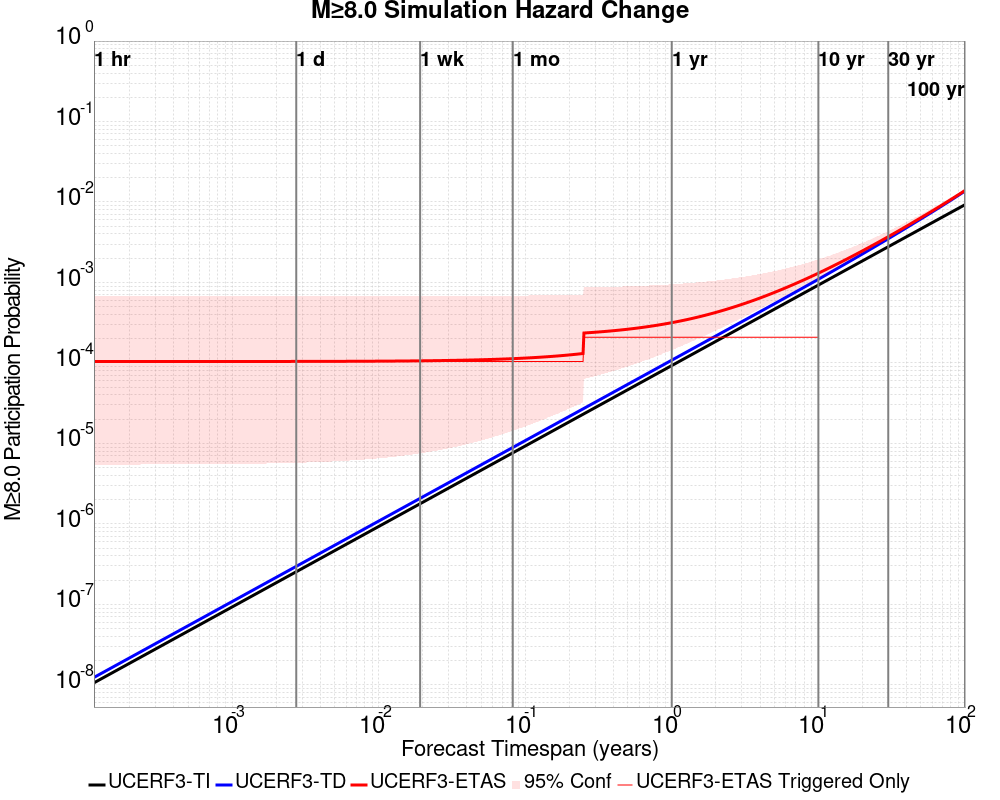 M≥8.0 Simulation Hazard Change
10^0
10^-1
10^-2
10^-3
10^-4
10^-5
10^-6
10^-7
10^-8
M≥8.0 Participation Probability
1 hr 1 d 1 wk 1 mo 1 yr 10 yr 30 yr
100 yr
10^-3 10^-2 10^-1 10^0 10^1 10^2
Forecast Timespan (years)
UCERF3-TI UCERF3-TD UCERF3-ETAS 95% Conf UCERF3-ETAS Triggered Only